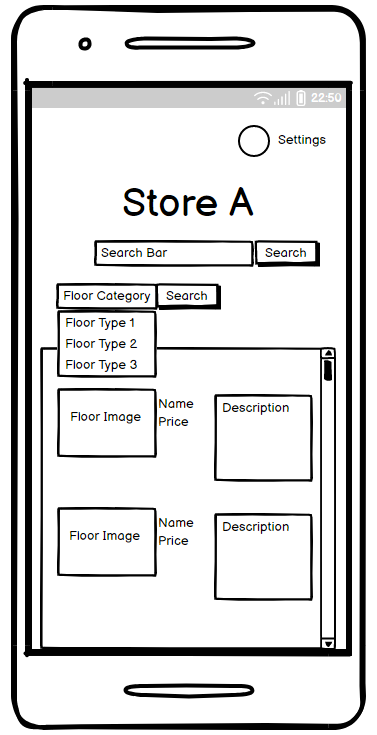 22:50
Settings
Store A
Search Bar
Search
Floor Category
Search
Floor Type 1
Floor Type 2
Floor Type 3
Floor Image
Name
Price
Description
Floor Image
Name
Price
Description